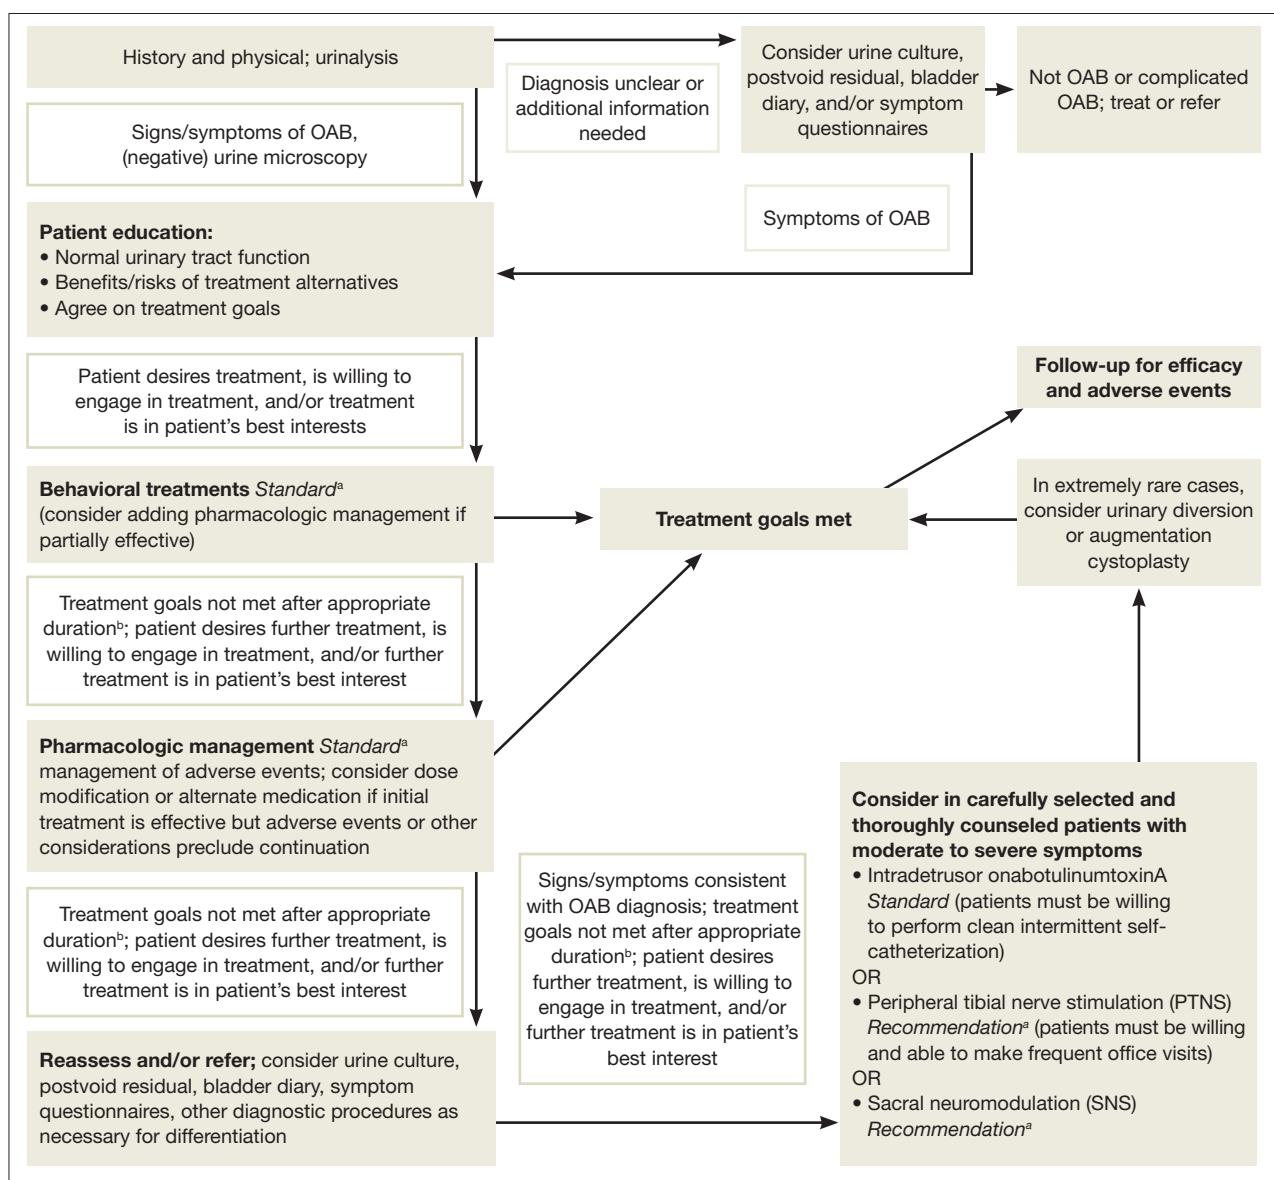 History and physical; urinalysis
Diagnosis unclear or
additional information
needed
Consider urine culture,
postvoid residual, bladder
diary, and/or symptom
questionnaires
Not OAB or complicated
OAB; treat or refer
Signs/symptoms of OAB,
(negative) urine microscopy
Symptoms of OAB
Patient education:
• Normal urinary tract function
• Benefits/risks of treatment alternatives
• Agree on treatment goals
Patient desires treatment, is willing to
engage in treatment, and/or treatment
is in patient’s best interests
Follow-up for efficacy
and adverse events
Behavioral treatments Standardᵃ
(consider adding pharmacologic management if
partially effective)
Treatment goals met
In extremely rare cases,
consider urinary diversion
or augmentation
cystoplasty
Treatment goals not met after appropriate
durationᵇ; patient desires further treatment, is
willing to engage in treatment, and/or further
treatment is in patient’s best interest
Pharmacologic management Standardᵃ
management of adverse events; consider dose
modification or alternate medication if initial
treatment is effective but adverse events or other
considerations preclude continuation
Treatment goals not met after appropriate
durationᵇ; patient desires further treatment, is
willing to engage in treatment, and/or further
treatment is in patient’s best interest
Reassess and/or refer; consider urine culture,
postvoid residual, bladder diary, symptom
questionnaires, other diagnostic procedures as
necessary for differentiation
Signs/symptoms consistent
with OAB diagnosis; treatment
goals not met after appropriate
durationᵇ; patient desires
further treatment, is willing to
engage in treatment, and/or
further treatment is in patient’s
best interest
Consider in carefully selected and
thoroughly counseled patients with
moderate to severe symptoms
• Intradetrusor onabotulinumtoxinA
Standard (patients must be willing
to perform clean intermittent self-
catheterization)
OR
• Peripheral tibial nerve stimulation (PTNS)
Recommendationᵃ (patients must be willing
and able to make frequent office visits)
OR
• Sacral neuromodulation (SNS)
Recommendationᵃ